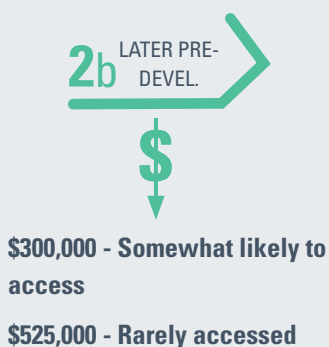 2b LATER PRE-
DEVEL.
$
$300,000 - Somewhat likely to
access
$525,000 - Rarely accessed